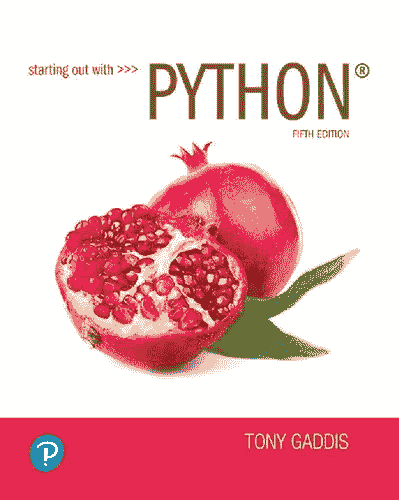 starting out with >>>
PYTHON®
FIFTH EDITION
P
TONY GADDIS